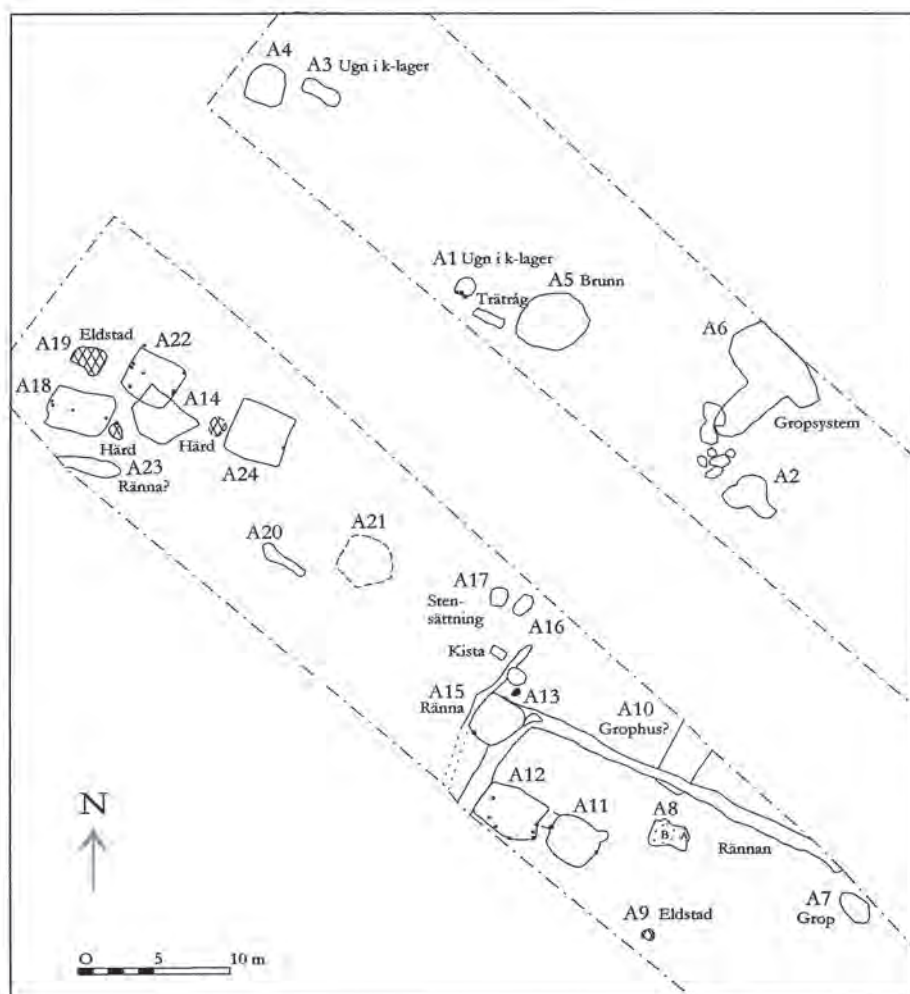 A4
A3 Ugn i k-lager
A1 Ugn i k-lager
A5 Brunn
Tråtråg
A6
Gropsystem
A2
A19
Eldstad
A22
A18
A14
Härd
Härd
A23
Ränna?
A24
A20
A21
A17
Sten-
sättning
A16
Kista
A15
Ränna
A13
A10
Grophus?
A12
A11
A8
B
A
Rännan
A7
Grop
A9 Eldstad
N
O 5 10 m